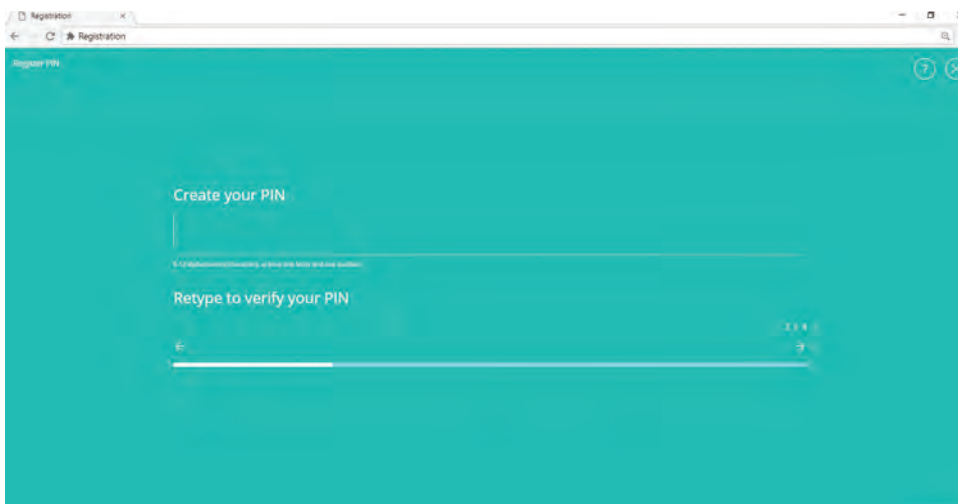 Registration
Registration
Register PIN
?
Create your PIN
Retype to verify your PIN